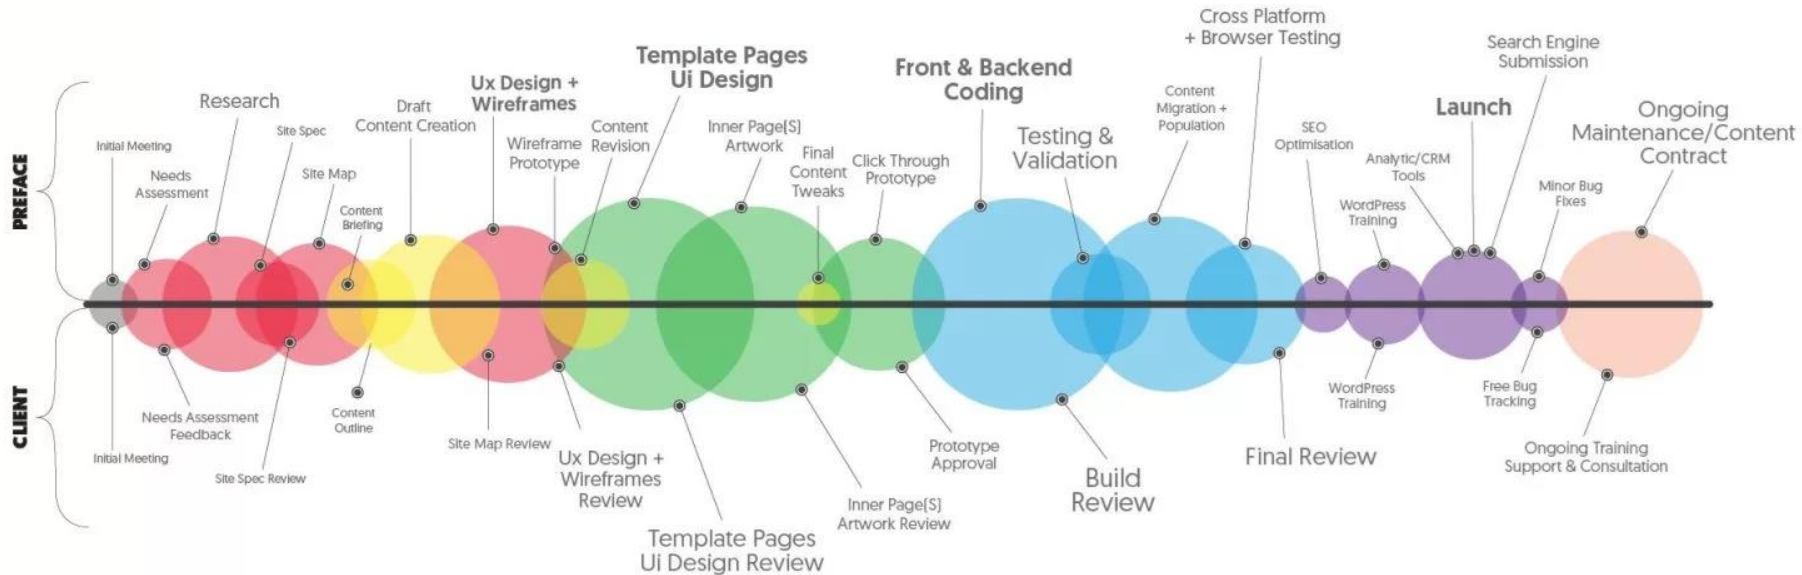 PREFACE
Initial Meeting
Needs
Assessment
Research
Site Spec
Site Map
Content
Briefing
Draft
Content Creation
Ux Design +
Wireframes
Wireframe
Prototype
Content
Revision
Template Pages
Ui Design
Inner Page(S)
Artwork
Final
Content
Tweaks
Click Through
Prototype
Front & Backend
Coding
Testing &
Validation
Content
Migration +
Population
Cross Platform
+ Browser Testing
SEO
Optimisation
WordPress
Training
Analytic/CRM
Tools
Launch
Search Engine
Submission
Minor Bug
Fixes
Ongoing
Maintenance/Content
Contract
CLIENT
Initial Meeting
Needs Assessment
Feedback
Site Spec Review
Content
Outline
Site Map Review
Ux Design +
Wireframes
Review
Template Pages
Ui Design Review
Inner Page(S)
Artwork Review
Prototype
Approval
Build
Review
Final Review
WordPress
Training
Free Bug
Tracking
Ongoing Training
Support & Consultation